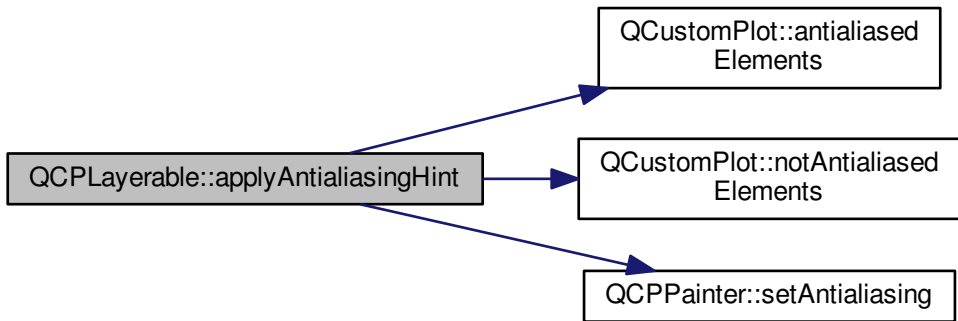 QCustomPlot::antialiased
Elements
QCPLayerable::applyAntialiasingHint
QCustomPlot::notAntialiased
Elements
QCPPainter::setAntialiasing